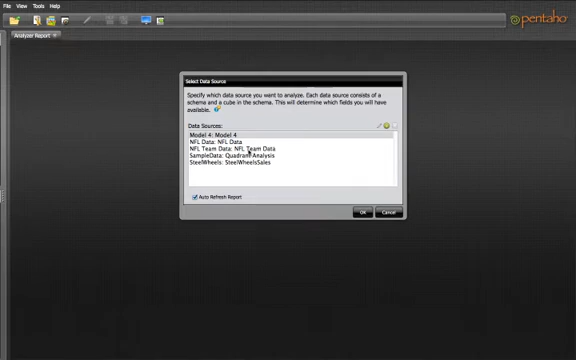 File View Tools Help
pentaho
Analyzer Report
Select Data Source
Specify which data source you want to analyze. Each data source consists of a
schema and a cube in the schema. This will determine which fields you will have
available.
Data Sources:
Model 4: Model 4
NFL Data: NFL Data
NFL Team Data: NFL Team Data
SampleData: Quadrant Analysis
SteelWheels: SteelWheelsSales
Auto Refresh Report
OK Cancel